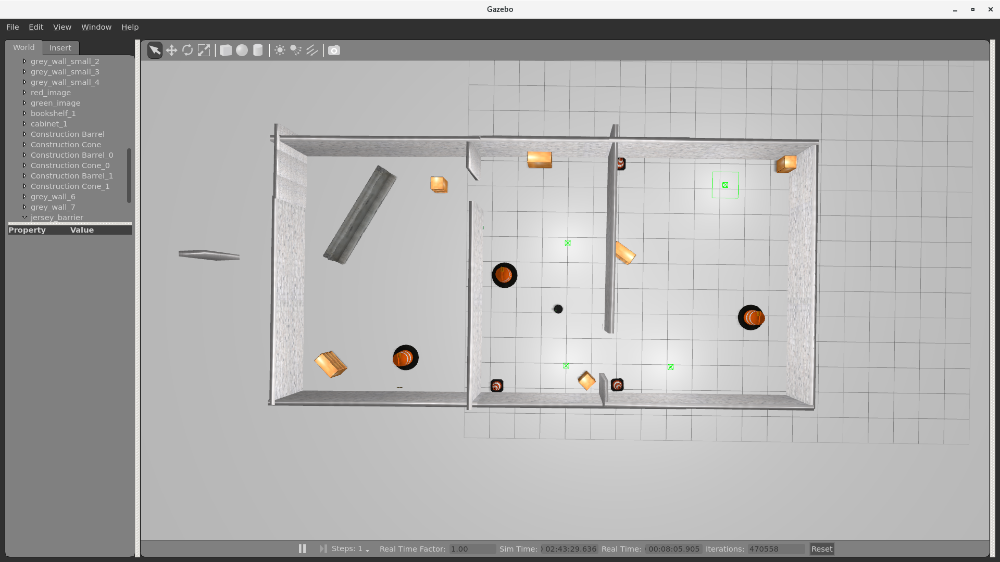 Gazebo
File Edit View Window Help
World Insert
grey_wall_small_2
grey_wall_small_3
grey_wall_small_4
red_image
green_image
bookshelf_1
cabinet_1
Construction Barrel
Construction Cone
Construction Barrel_0
Construction Cone_0
Construction Barrel_1
Construction Cone_1
grey_wall_6
grey_wall_7
jersey_barrier
Property Value
Steps: 1 Real Time Factor: 1.00 Sim Time: 02:43:29.636 Real Time: 00:08:05.905 Iterations: 470558 Reset